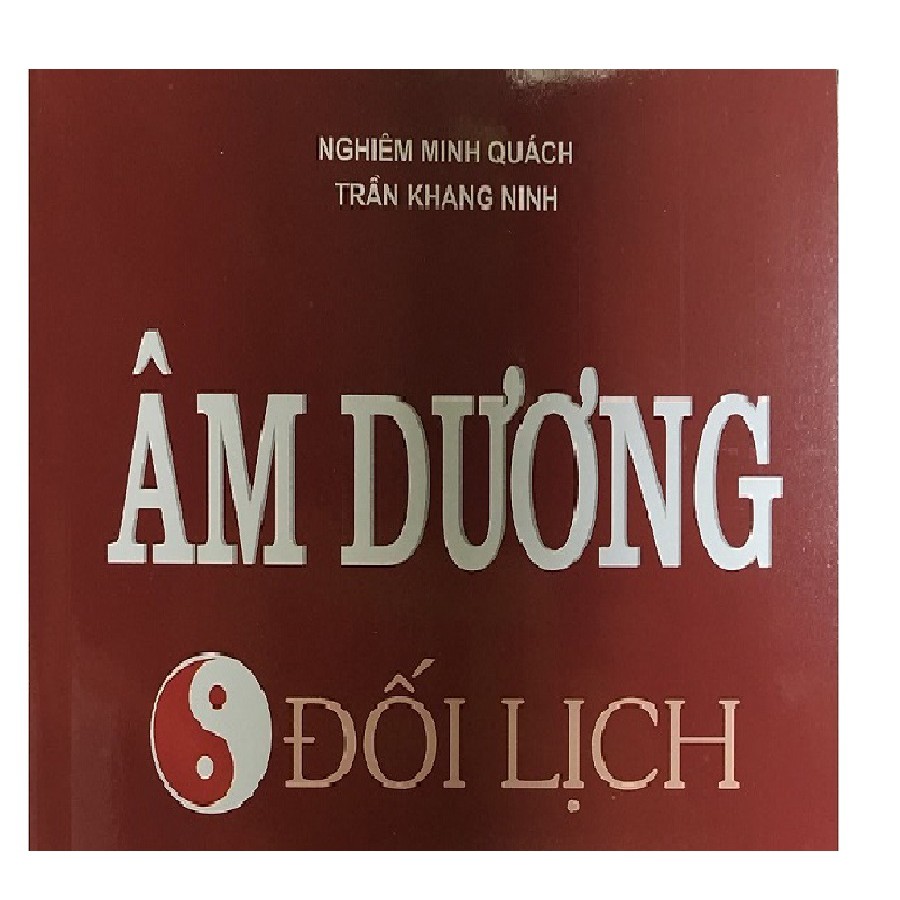 NGHIÊM MINH QUÁCH
TRẦN KHANG NINH
ÂM DƯƠNG
ĐỐI LỊCH